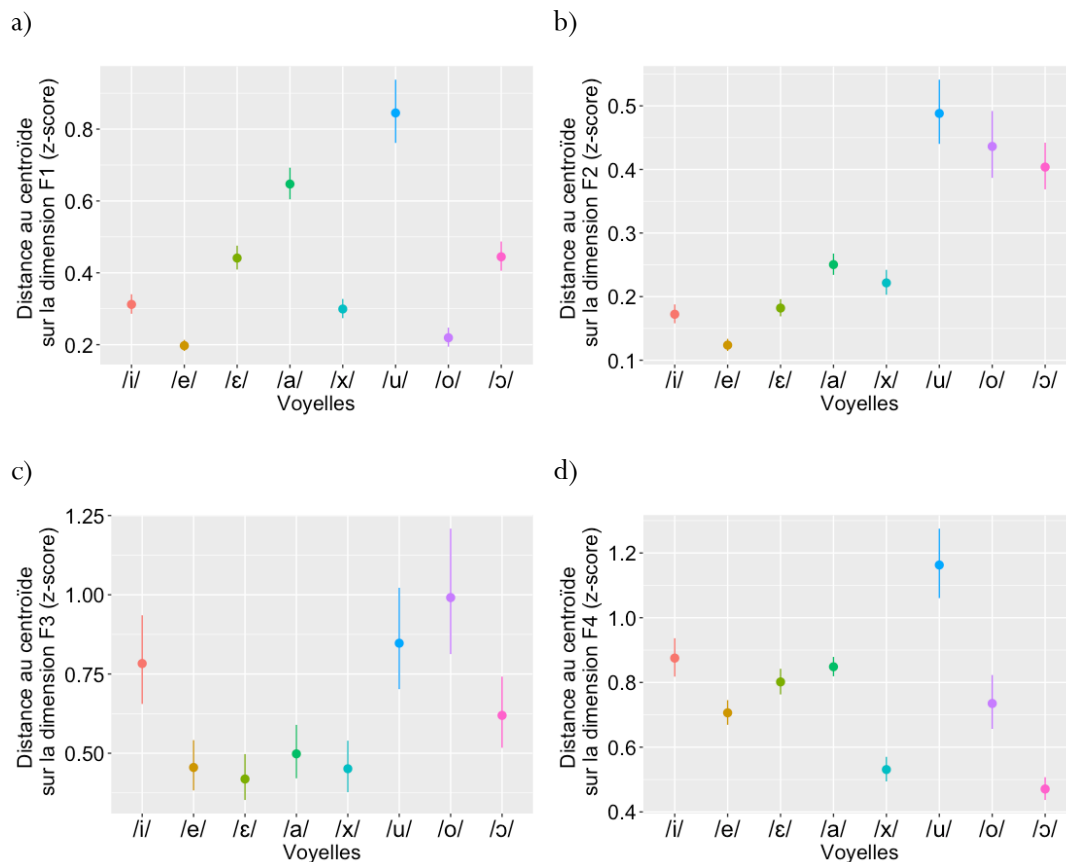 a)
b)
Distance au centroïde
sur la dimension F1 (z-score)
0.8
0.6
0.4
0.2
/i/ /e/ /ɛ/ /a/ /x/ /u/ /o/ /ɔ/
Voyelles
Distance au centroïde
sur la dimension F2 (z-score)
0.5
0.4
0.3
0.2
0.1
/i/ /e/ /ɛ/ /a/ /x/ /u/ /o/ /ɔ/
Voyelles
c)
d)
Distance au centroïde
sur la dimension F3 (z-score)
1.25
1.00
0.75
0.50
/i/ /e/ /ɛ/ /a/ /x/ /u/ /o/ /ɔ/
Voyelles
Distance au centroïde
sur la dimension F4 (z-score)
1.2
1.0
0.8
0.6
0.4
/i/ /e/ /ɛ/ /a/ /x/ /u/ /o/ /ɔ/
Voyelles